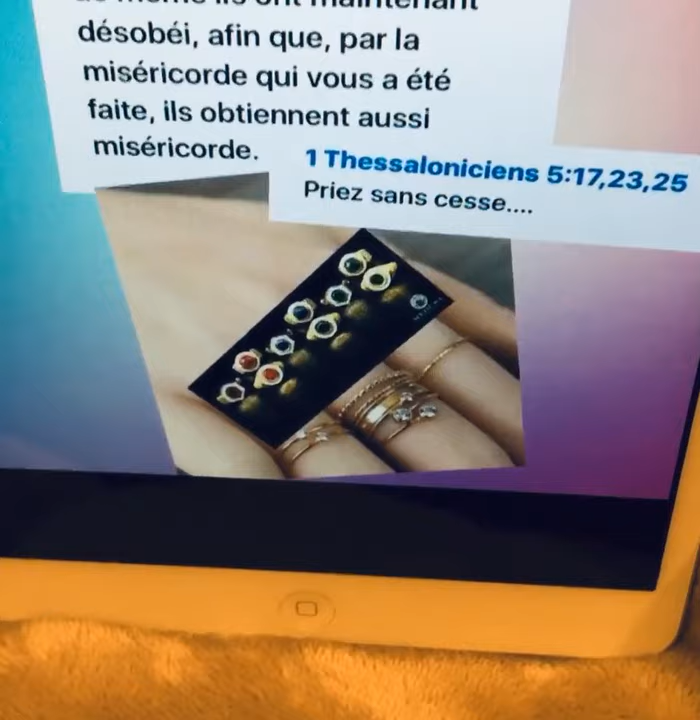 désobéi, afin que, par la
miséricorde qui vous a été
faite, ils obtiennent aussi
miséricorde.
1 Thessaloniciens 5:17,23,25
Priez sans cesse....